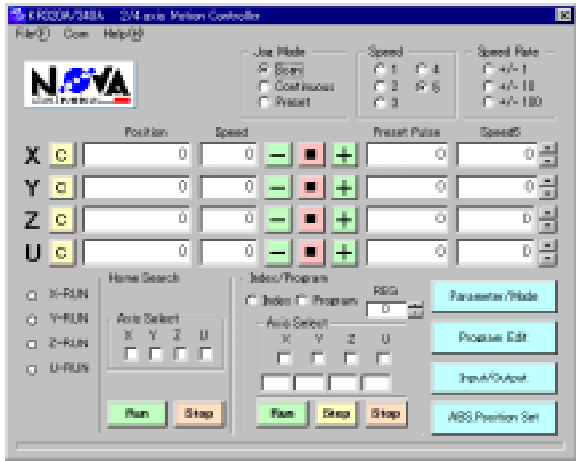 KR320A/340A 2/4 axis Motion Controller
File(F) Com Help(H)
NOVA
Jog Mode
Scan
Continuous
Preset
Speed
1 4
2 5
3
Speed Rate
+/- 1
+/- 10
+/- 100
Position Speed Preset Pulse Speed5
X C 0 0 − ■ + 0 0
Y C 0 0 − ■ + 0 0
Z C 0 0 − ■ + 0 0
U C 0 0 − ■ + 0 0
X-RUN
Y-RUN
Z-RUN
U-RUN
Home Search
Axis Select
X Y Z U
Run Stop
Index/Program
Index Program
REG
0
Axis Select
X Y Z U
Run Step Stop
Parameter/Mode
Program Edit
Input/Output
ABS.Position Set